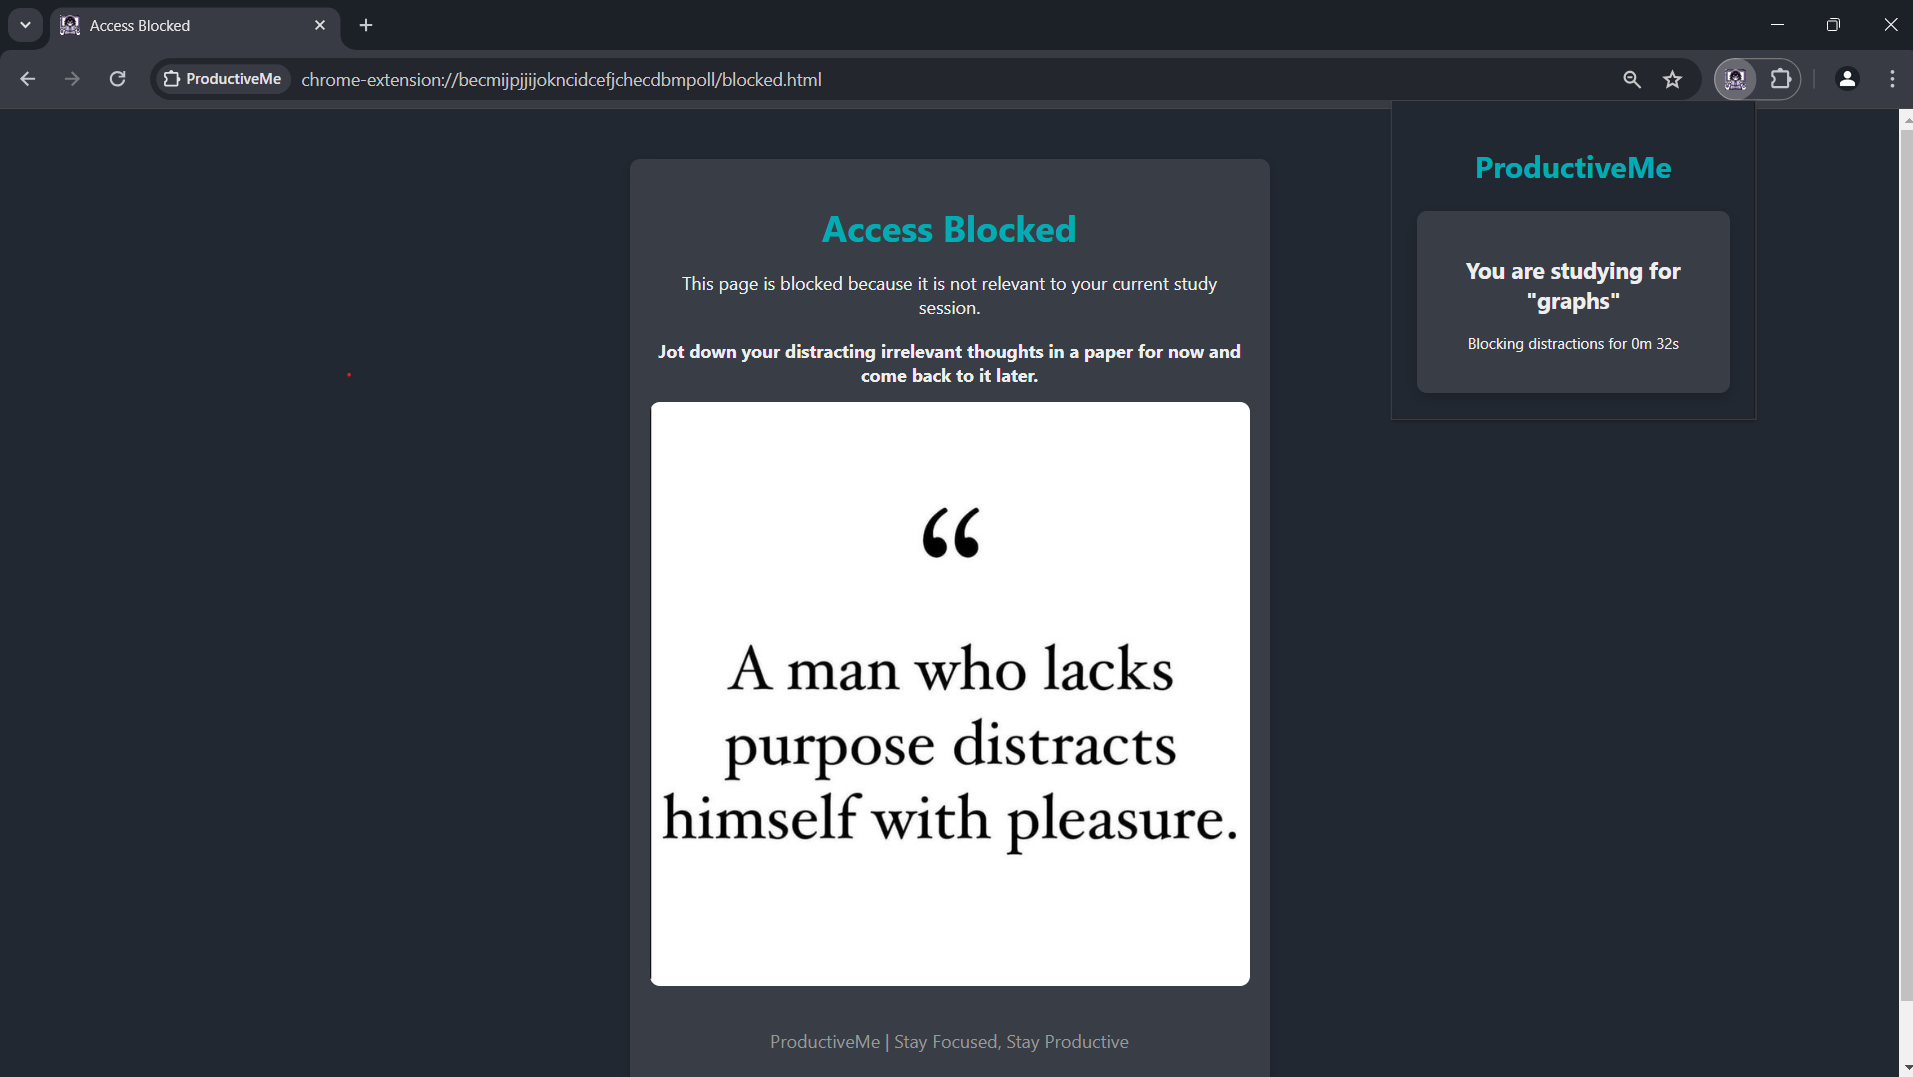 Access Blocked
ProductiveMe
chrome-extension://becmijpjjijokncidcefjchecdbmpoll/blocked.html
Access Blocked
This page is blocked because it is not relevant to your current study
session.
Jot down your distracting irrelevant thoughts in a paper for now and
come back to it later.
“
A man who lacks
purpose distracts
himself with pleasure.
ProductiveMe | Stay Focused, Stay Productive
ProductiveMe
You are studying for
"graphs"
Blocking distractions for 0m 32s